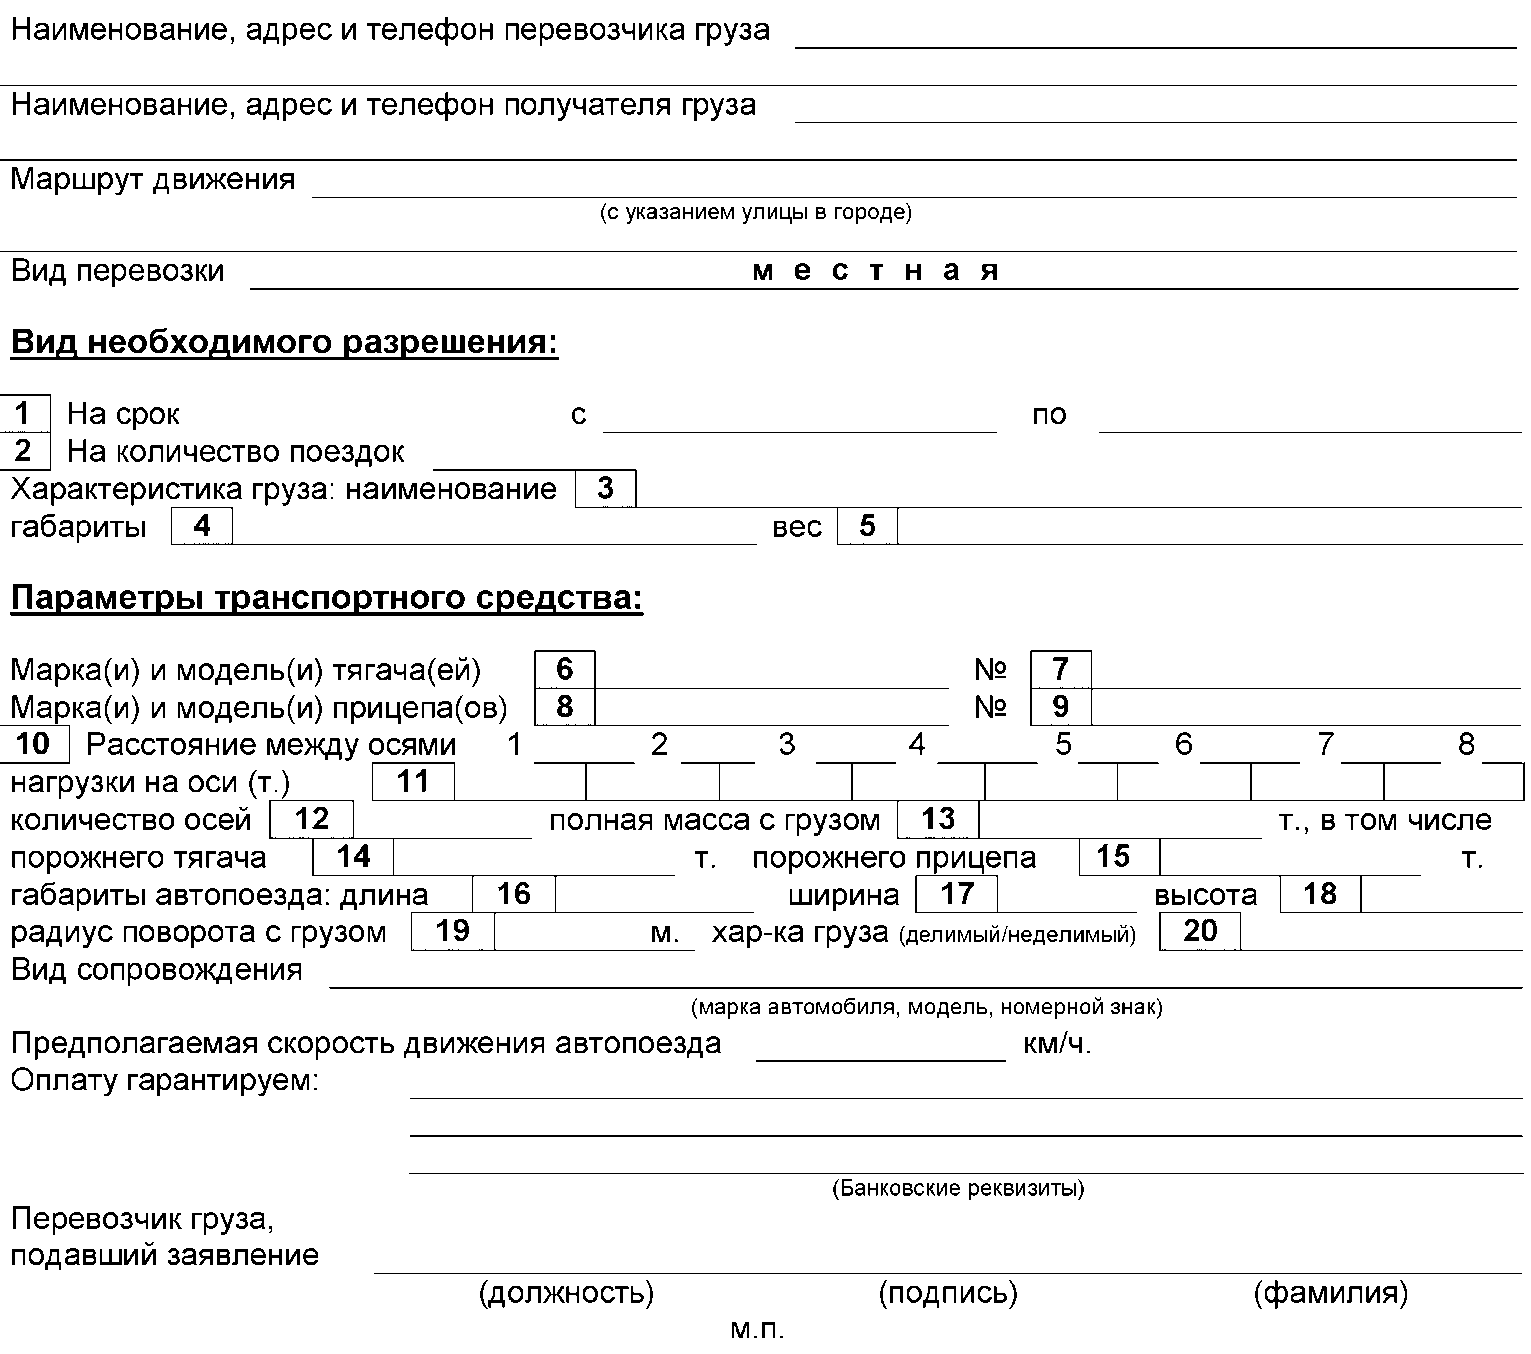 Наименование, адрес и телефон перевозчика груза
Наименование, адрес и телефон получателя груза
Маршрут движения
(с указанием улицы в городе)
Вид перевозки м е с т н а я
Вид необходимого разрешения:
1 На срок с по
2 На количество поездок
Характеристика груза: наименование 3
габариты 4 вес 5
Параметры транспортного средства:
Марка(и) и модель(и) тягача(ей) 6 № 7
Марка(и) и модель(и) прицепа(ов) 8 № 9
10 Расстояние между осями 1 2 3 4 5 6 7 8
нагрузки на оси (т.) 11
количество осей 12 полная масса с грузом 13 т., в том числе
порожнего тягача 14 т. порожнего прицепа 15 т.
габариты автопоезда: длина 16 ширина 17 высота 18
радиус поворота с грузом 19 м. хар-ка груза (делимый/неделимый) 20
Вид сопровождения
(марка автомобиля, модель, номерной знак)
Предполагаемая скорость движения автопоезда км/ч.
Оплату гарантируем:
(Банковские реквизиты)
Перевозчик груза,
подавший заявление
(должность) (подпись) (фамилия)
м.п.